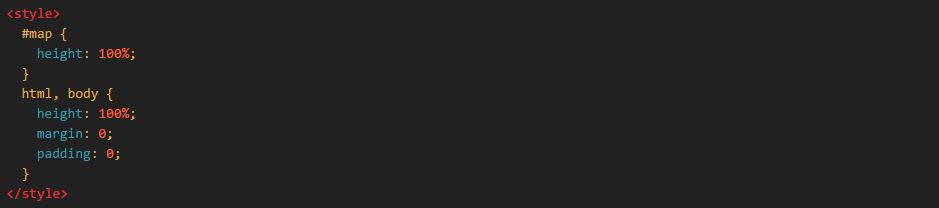 <style>
  #map {
    height: 100%;
  }
  html, body {
    height: 100%;
    margin: 0;
    padding: 0;
  }
</style>